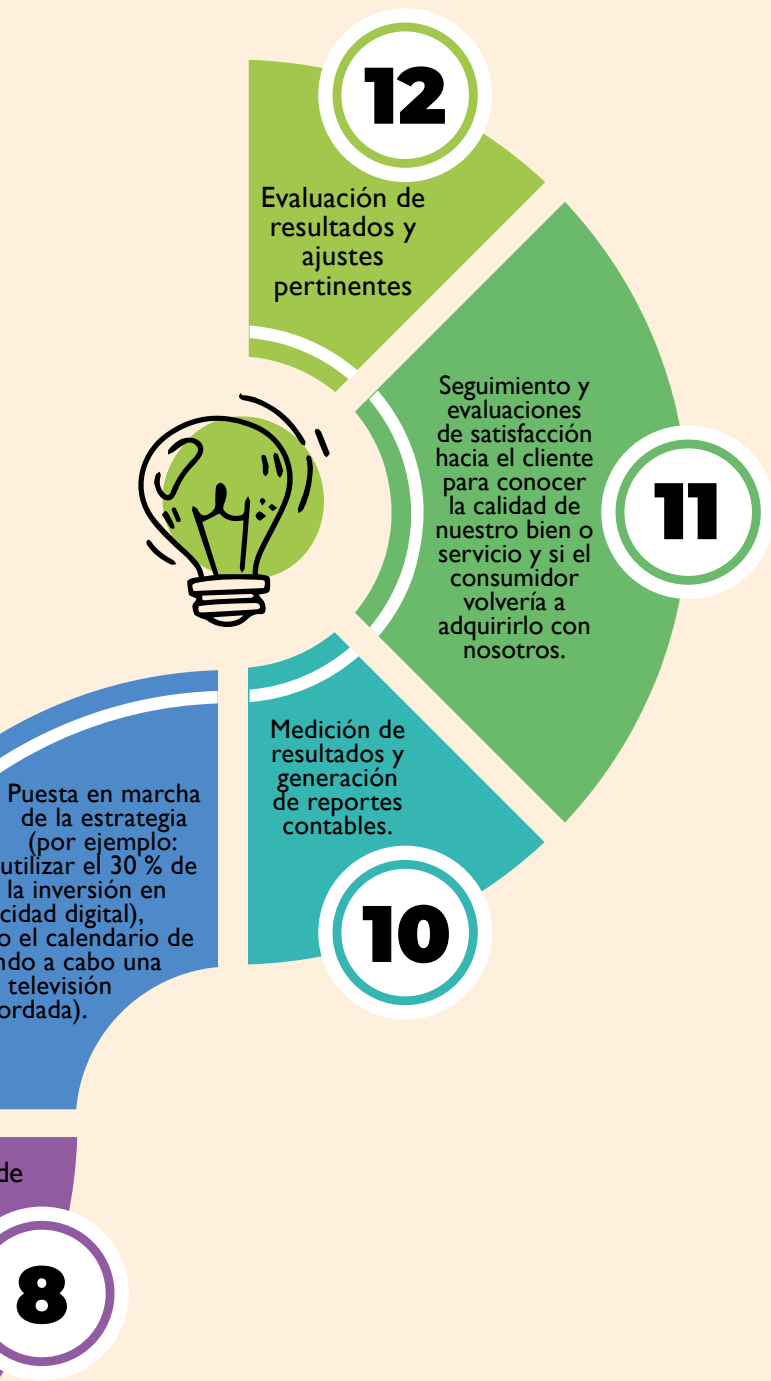 12
Evaluación de
resultados y
ajustes
pertinentes
Seguimiento y
evaluaciones
de satisfacción
hacia el cliente
para conocer
la calidad de
nuestro bien o
servicio y si el
consumidor
volvería a
adquirirlo con
nosotros.
11
Medición de
resultados y
generación
de reportes
contables.
10
Puesta en marcha
de la estrategia
(por ejemplo:
utilizar el 30 % de
la inversión en
cidad digital),
o el calendario de
ndo a cabo una
televisión
ordada).
de
8